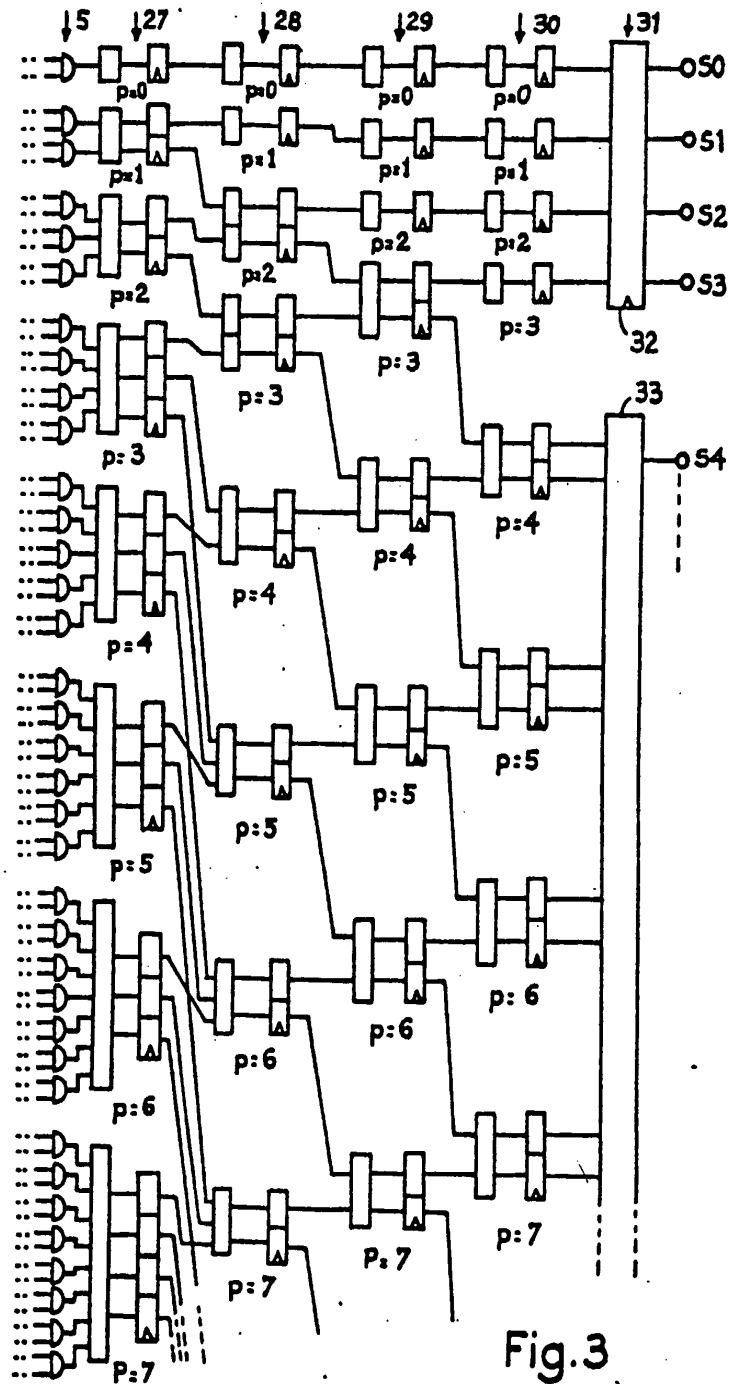 5 27 28 29 30 31
S0
p=0 p=0 p=0 p=0
S1
p=1 p=1 p=1 p=1
S2
p=2 p=2 p=2 p=2
S3
p=3 p=3 p=3 p=3
32
33
S4
p=4 p=4 p=4 p=4
p=5 p=5 p=5 p=5
p=6 p=6 p=6 p=6
P=7 p=7 P=7 p=7
Fig.3